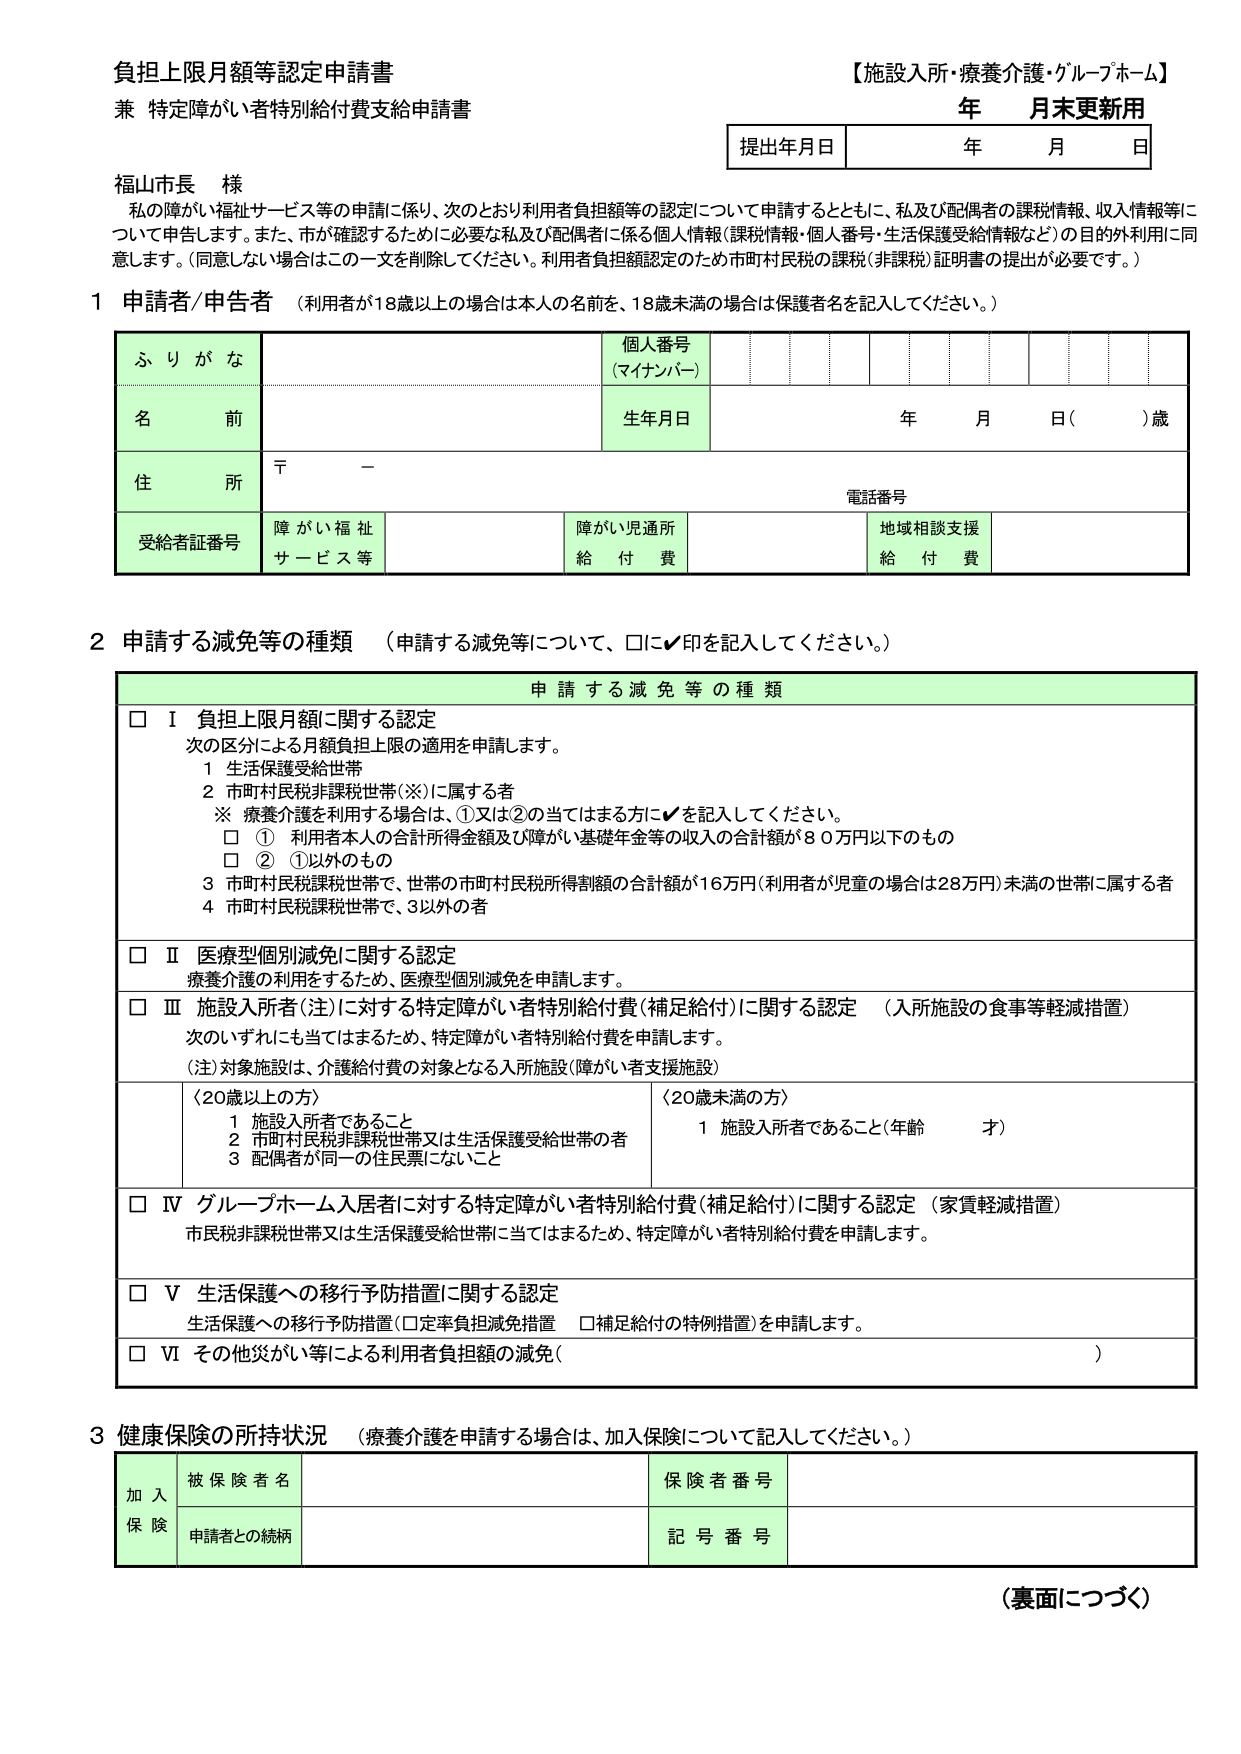 負担上限月額等認定申請書
【施設入所・療養介護・ｸﾞﾙｰﾌﾟﾎｰﾑ】
兼 特定障がい者特別給付費支給申請書
年　　月末更新用
提出年月日　年　月　日
福山市長　様
私の障がい福祉サービス等の申請に係り、次のとおり利用者負担額等の認定について申請するとともに、私及び配偶者の課税情報、収入情報等に
ついて申告します。また、市が確認するために必要な私及び配偶者に係る個人情報（課税情報・個人番号・生活保護受給情報など）の目的外利用に同
意します。（同意しない場合はこの一文を削除してください。利用者負担額認定のため市町村民税の課税（非課税）証明書の提出が必要です。）
１ 申請者/申告者　（利用者が18歳以上の場合は本人の名前を、18歳未満の場合は保護者名を記入してください。）
ふりがな
個人番号
（マイナンバー）
名　前
生年月日
年　月　日（　）歳
住　所
〒　－
電話番号
受給者証番号
障がい福祉
サービス等
障がい児通所
給付費
地域相談支援
給付費
２ 申請する減免等の種類　（申請する減免等について、□に✔印を記入してください。）
申請する減免等の種類
□ Ⅰ 負担上限月額に関する認定
次の区分による月額負担上限の適用を申請します。
1 生活保護受給世帯
2 市町村民税非課税世帯（※）に属する者
※ 療養介護を利用する場合は、①又は②の当てはまる方に✔を記入してください。
□ ① 利用者本人の合計所得金額及び障がい基礎年金等の収入の合計額が８０万円以下のもの
□ ② ①以外のもの
3 市町村民税課税世帯で、世帯の市町村民税所得割額の合計額が16万円（利用者が児童の場合は28万円）未満の世帯に属する者
4 市町村民税課税世帯で、3以外の者
□ Ⅱ 医療型個別減免に関する認定
療養介護の利用をするため、医療型個別減免を申請します。
□ Ⅲ 施設入所者（注）に対する特定障がい者特別給付費（補足給付）に関する認定　（入所施設の食事等軽減措置）
次のいずれにも当てはまるため、特定障がい者特別給付費を申請します。
（注）対象施設は、介護給付費の対象となる入所施設（障がい者支援施設）
〈20歳以上の方〉
1 施設入所者であること
2 市町村民税非課税世帯又は生活保護受給世帯の者
3 配偶者が同一の住民票にないこと
〈20歳未満の方〉
1 施設入所者であること（年齢　　才）
□ Ⅳ グループホーム入居者に対する特定障がい者特別給付費（補足給付）に関する認定　（家賃軽減措置）
市民税非課税世帯又は生活保護受給世帯に当てはまるため、特定障がい者特別給付費を申請します。
□ Ⅴ 生活保護への移行予防措置に関する認定
生活保護への移行予防措置（□定率負担減免措置　□補足給付の特例措置）を申請します。
□ Ⅵ その他災がい等による利用者負担額の減免（　　）
３ 健康保険の所持状況　（療養介護を申請する場合は、加入保険について記入してください。）
加入
保険
被保険者名
保険者番号
申請者との続柄
記号番号
（裏面につづく）